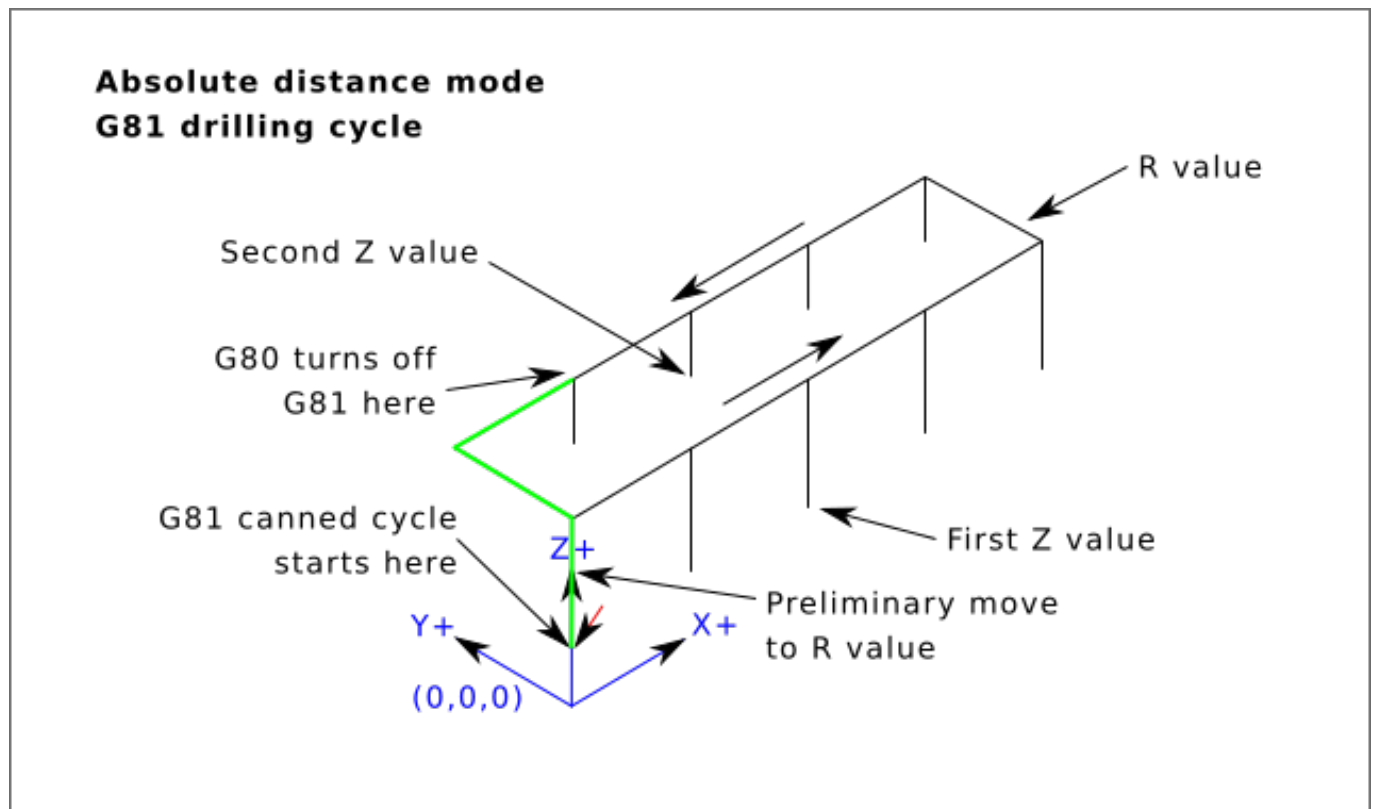 Absolute distance mode
G81 drilling cycle
R value
Second Z value
G80 turns off
G81 here
G81 canned cycle
starts here
Z+
First Z value
Preliminary move
to R value
Y+
X+
(0,0,0)